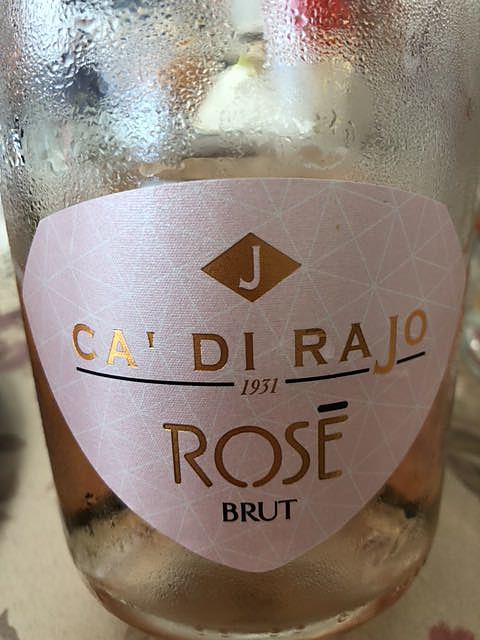 J
CA' DI RAJO
1931
ROSÉ
BRUT